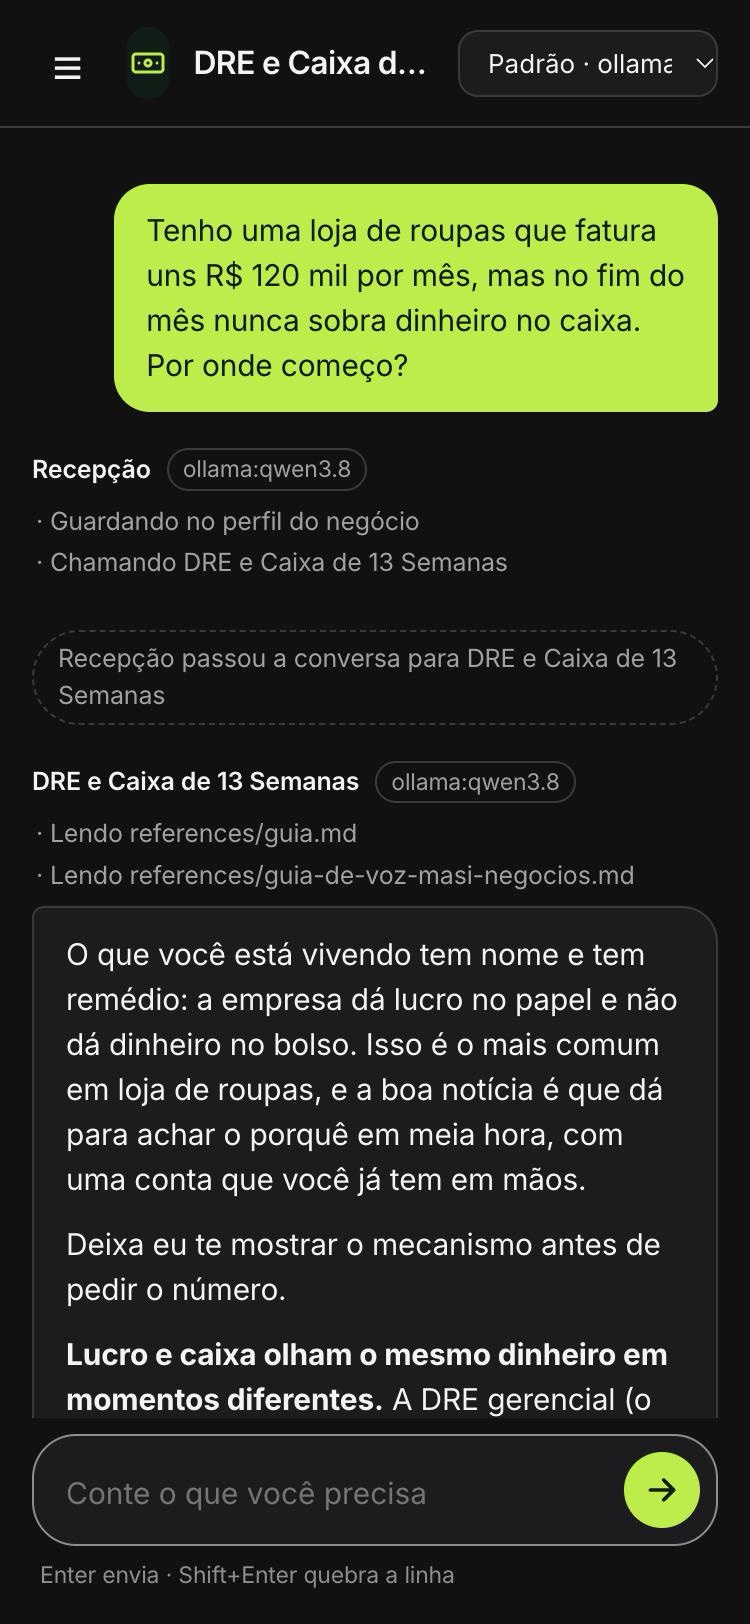 DRE e Caixa d...
Padrão · ollama
Tenho uma loja de roupas que fatura
uns R$ 120 mil por mês, mas no fim do
mês nunca sobra dinheiro no caixa.
Por onde começo?
Recepção ollama:qwen3.8
· Guardando no perfil do negócio
· Chamando DRE e Caixa de 13 Semanas
Recepção passou a conversa para DRE e Caixa de 13
Semanas
DRE e Caixa de 13 Semanas ollama:qwen3.8
· Lendo references/guia.md
· Lendo references/guia-de-voz-masi-negocios.md
O que você está vivendo tem nome e tem
remédio: a empresa dá lucro no papel e não
dá dinheiro no bolso. Isso é o mais comum
em loja de roupas, e a boa notícia é que dá
para achar o porquê em meia hora, com
uma conta que você já tem em mãos.
Deixa eu te mostrar o mecanismo antes de
pedir o número.
Lucro e caixa olham o mesmo dinheiro em
momentos diferentes. A DRE gerencial (o
Conte o que você precisa
Enter envia · Shift+Enter quebra a linha